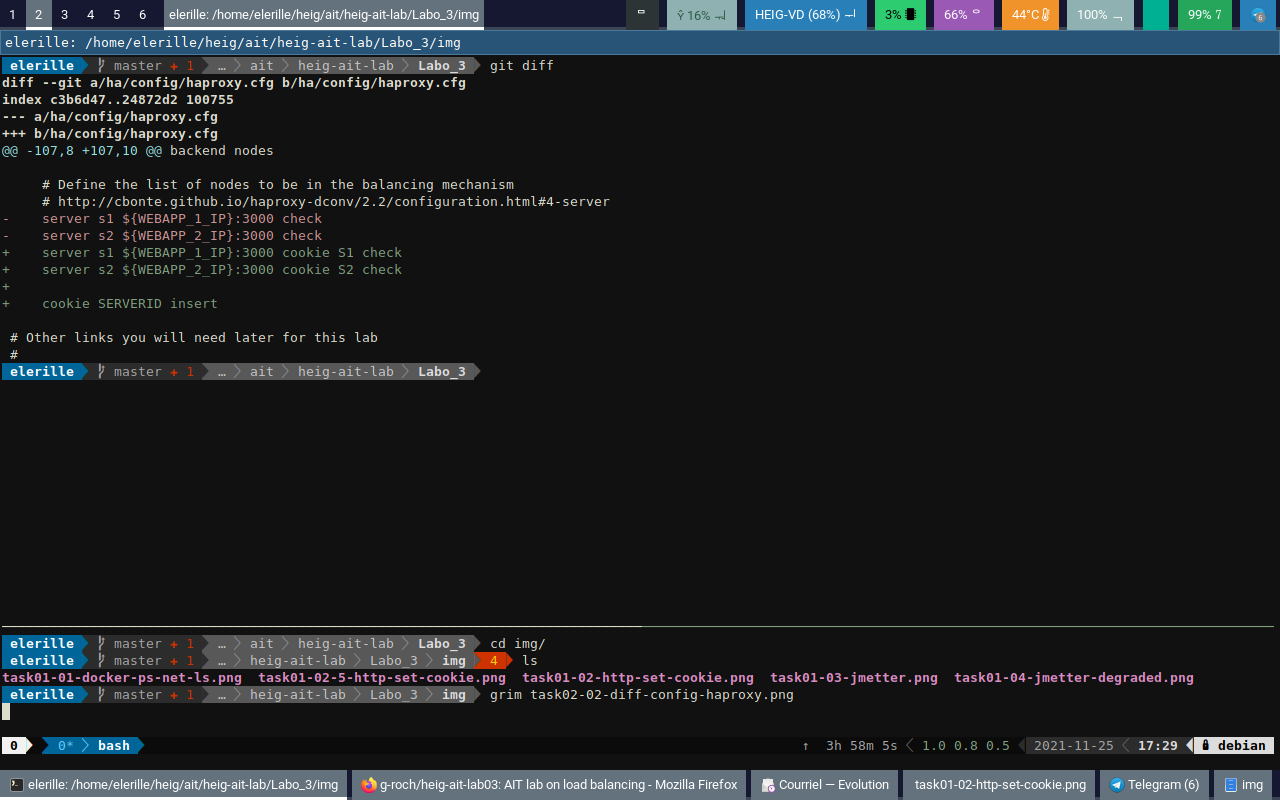 1 2 3 4 5 6 elerille: /home/elerille/heig/ait/heig-ait-lab/Labo_3/img 16% HEIG-VD (68%) 3% 66% 44°C 100% 99%
elerille: /home/elerille/heig/ait/heig-ait-lab/Labo_3/img
elerille master + 1 … ait heig-ait-lab Labo_3 git diff
diff --git a/ha/config/haproxy.cfg b/ha/config/haproxy.cfg
index c3b6d47..24872d2 100755
--- a/ha/config/haproxy.cfg
+++ b/ha/config/haproxy.cfg
@@ -107,8 +107,10 @@ backend nodes
# Define the list of nodes to be in the balancing mechanism
# http://cbonte.github.io/haproxy-dconv/2.2/configuration.html#4-server
-    server s1 ${WEBAPP_1_IP}:3000 check
-    server s2 ${WEBAPP_2_IP}:3000 check
+    server s1 ${WEBAPP_1_IP}:3000 cookie S1 check
+    server s2 ${WEBAPP_2_IP}:3000 cookie S2 check
+
+    cookie SERVERID insert
# Other links you will need later for this lab
#
elerille master + 1 … ait heig-ait-lab Labo_3
elerille master + 1 … ait heig-ait-lab Labo_3 cd img/
elerille master + 1 … heig-ait-lab Labo_3 img 4 ls
task01-01-docker-ps-net-ls.png  task01-02-5-http-set-cookie.png  task01-02-http-set-cookie.png  task01-03-jmetter.png  task01-04-jmetter-degraded.png
elerille master + 1 … heig-ait-lab Labo_3 img grim task02-02-diff-config-haproxy.png
0 0* bash ↑ 3h 58m 5s 1.0 0.8 0.5 2021-11-25 17:29 debian
elerille: /home/elerille/heig/ait/heig-ait-lab/Labo_3/img g-roch/heig-ait-lab03: AIT lab on load balancing - Mozilla Firefox Courriel — Evolution task01-02-http-set-cookie.png Telegram (6) img